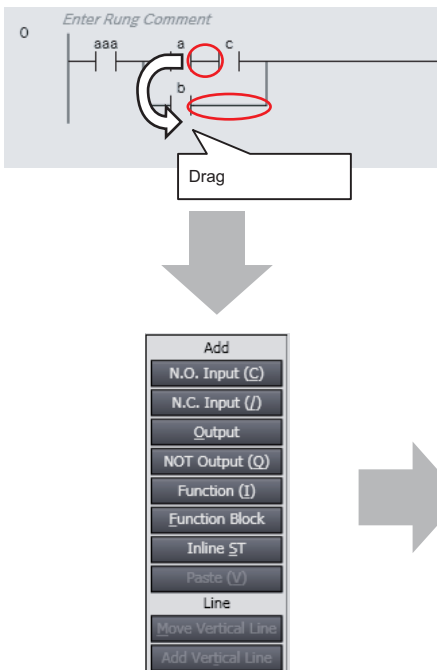 Enter Rung Comment
0
aaa a c
b
Drag
Add
N.O. Input (C)
N.C. Input (/)
Output
NOT Output (Q)
Function (I)
Function Block
Inline ST
Paste (V)
Line
Move Vertical Line
Add Vertical Line